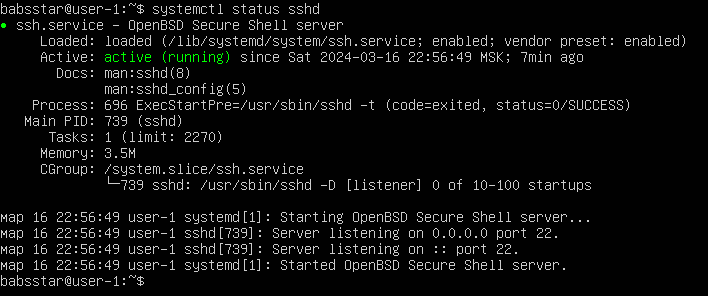 babsstar@user-1:~$ systemctl status sshd
● ssh.service - OpenBSD Secure Shell server
Loaded: loaded (/lib/systemd/system/ssh.service; enabled; vendor preset: enabled)
Active: active (running) since Sat 2024-03-16 22:56:49 MSK; 7min ago
Docs: man:sshd(8)
man:sshd_config(5)
Process: 696 ExecStartPre=/usr/sbin/sshd -t (code=exited, status=0/SUCCESS)
Main PID: 739 (sshd)
Tasks: 1 (limit: 2270)
Memory: 3.5M
CGroup: /system.slice/ssh.service
└─739 sshd: /usr/sbin/sshd -D [listener] 0 of 10-100 startups
мар 16 22:56:49 user-1 systemd[1]: Starting OpenBSD Secure Shell server...
мар 16 22:56:49 user-1 sshd[739]: Server listening on 0.0.0.0 port 22.
мар 16 22:56:49 user-1 sshd[739]: Server listening on :: port 22.
мар 16 22:56:49 user-1 systemd[1]: Started OpenBSD Secure Shell server.
babsstar@user-1:~$